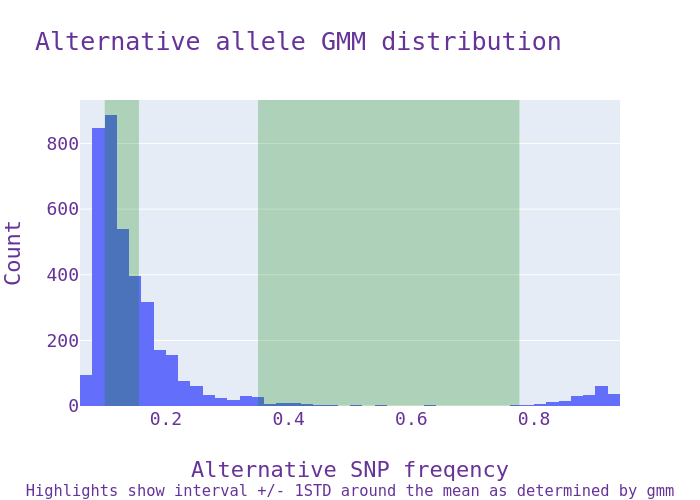 Alternative allele GMM distribution
800
600
400
200
0
Count
0.2 0.4 0.6 0.8
Alternative SNP freqency
Highlights show interval +/- 1STD around the mean as determined by gmm